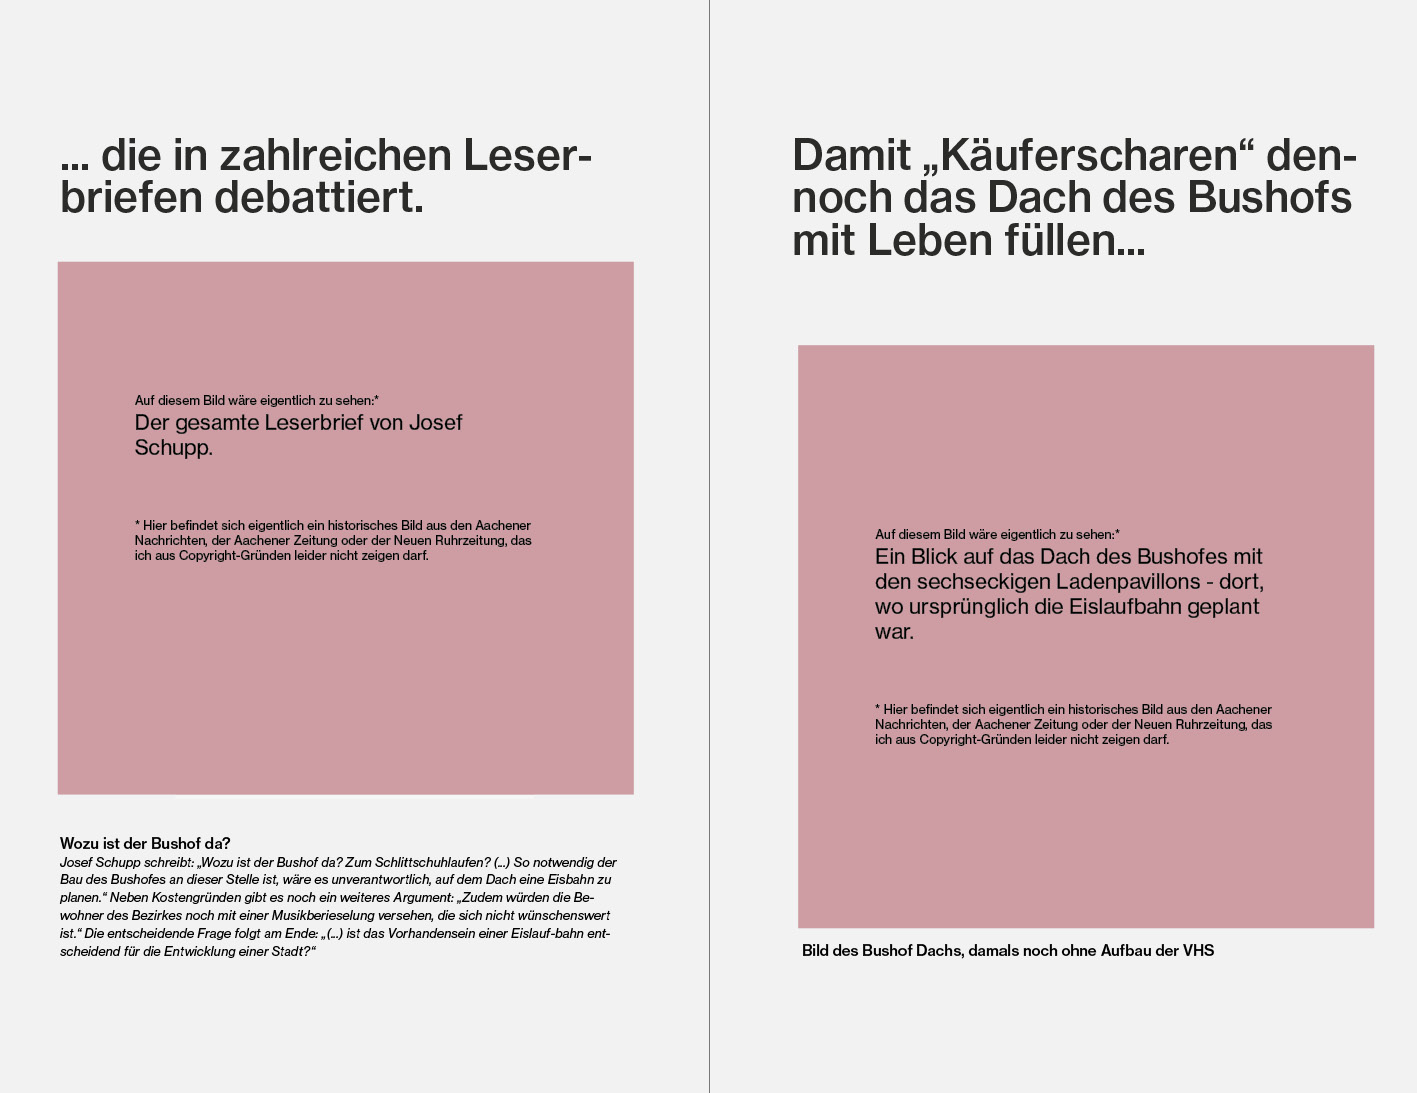 ... die in zahlreichen Leser-
briefen debattiert.
Auf diesem Bild wäre eigentlich zu sehen:*
Der gesamte Leserbrief von Josef
Schupp.
* Hier befindet sich eigentlich ein historisches Bild aus den Aachener
Nachrichten, der Aachener Zeitung oder der Neuen Ruhrzeitung, das
ich aus Copyright-Gründen leider nicht zeigen darf.
Wozu ist der Bushof da?
Josef Schupp schreibt: „Wozu ist der Bushof da? Zum Schlittschuhlaufen? (...) So notwendig der
Bau des Bushofes an dieser Stelle ist, wäre es unverantwortlich, auf dem Dach eine Eisbahn zu
planen.“ Neben Kostengründen gibt es noch ein weiteres Argument: „Zudem würden die Be-
wohner des Bezirkes noch mit einer Musikberieselung versehen, die sich nicht wünschenswert
ist.“ Die entscheidende Frage folgt am Ende: „(...) ist das Vorhandensein einer Eislauf-bahn ent-
scheidend für die Entwicklung einer Stadt?“
Damit „Käuferscharen“ den-
noch das Dach des Bushofs
mit Leben füllen...
Auf diesem Bild wäre eigentlich zu sehen:*
Ein Blick auf das Dach des Bushofes mit
den sechseckigen Ladenpavillons - dort,
wo ursprünglich die Eislaufbahn geplant
war.
* Hier befindet sich eigentlich ein historisches Bild aus den Aachener
Nachrichten, der Aachener Zeitung oder der Neuen Ruhrzeitung, das
ich aus Copyright-Gründen leider nicht zeigen darf.
Bild des Bushof Dachs, damals noch ohne Aufbau der VHS